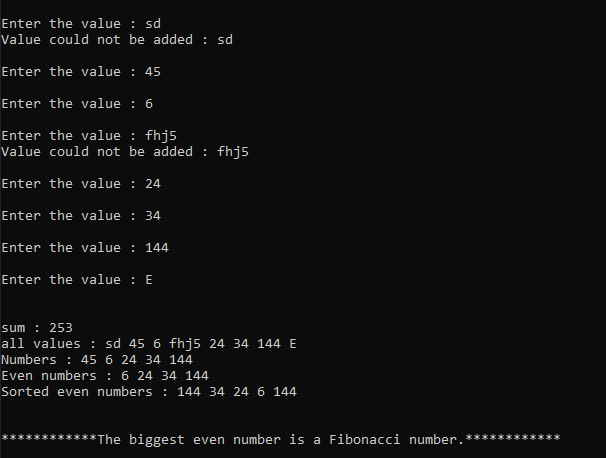 Enter the value : sd
Value could not be added : sd
Enter the value : 45
Enter the value : 6
Enter the value : fhj5
Value could not be added : fhj5
Enter the value : 24
Enter the value : 34
Enter the value : 144
Enter the value : E
sum : 253
all values : sd 45 6 fhj5 24 34 144 E
Numbers : 45 6 24 34 144
Even numbers : 6 24 34 144
Sorted even numbers : 144 34 24 6 144
************The biggest even number is a Fibonacci number.************